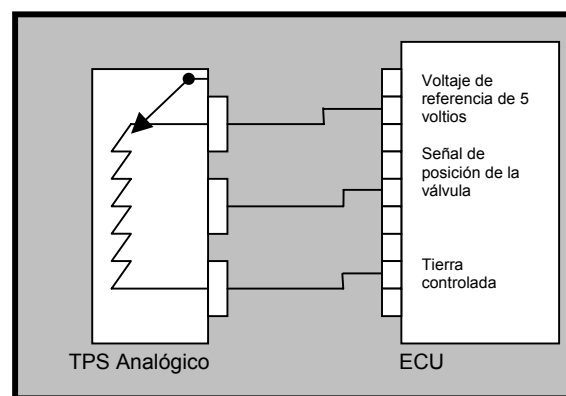 Voltaje de
referencia de 5
voltios
Señal de
posición de la
válvula
Tierra
controlada
TPS Analógico
ECU